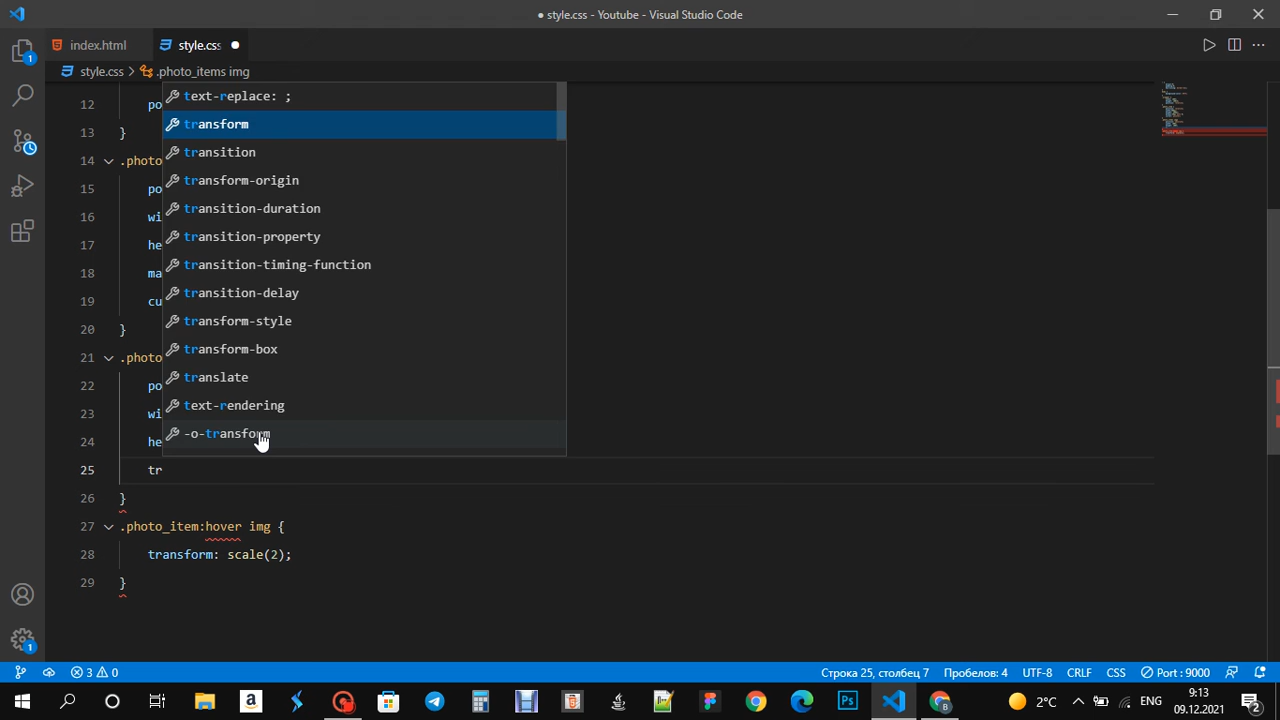 ● style.css - Youtube - Visual Studio Code
index.html
style.css ●
style.css > .photo_items img
12 po
13 }
14 .photo
15 po
16 wi
17 he
18 ma
19 cu
20 }
21 .photo
22 po
23 wi
24 he
25 tr
26 }
27 .photo_item:hover img {
28 transform: scale(2);
29 }
text-replace: ;
transform
transition
transform-origin
transition-duration
transition-property
transition-timing-function
transition-delay
transform-style
transform-box
translate
text-rendering
-o-transform
1
1
3 0
Строка 25, столбец 7
Пробелов: 4
UTF-8
CRLF
CSS
Port : 9000
2°C
ENG
9:13
09.12.2021
2